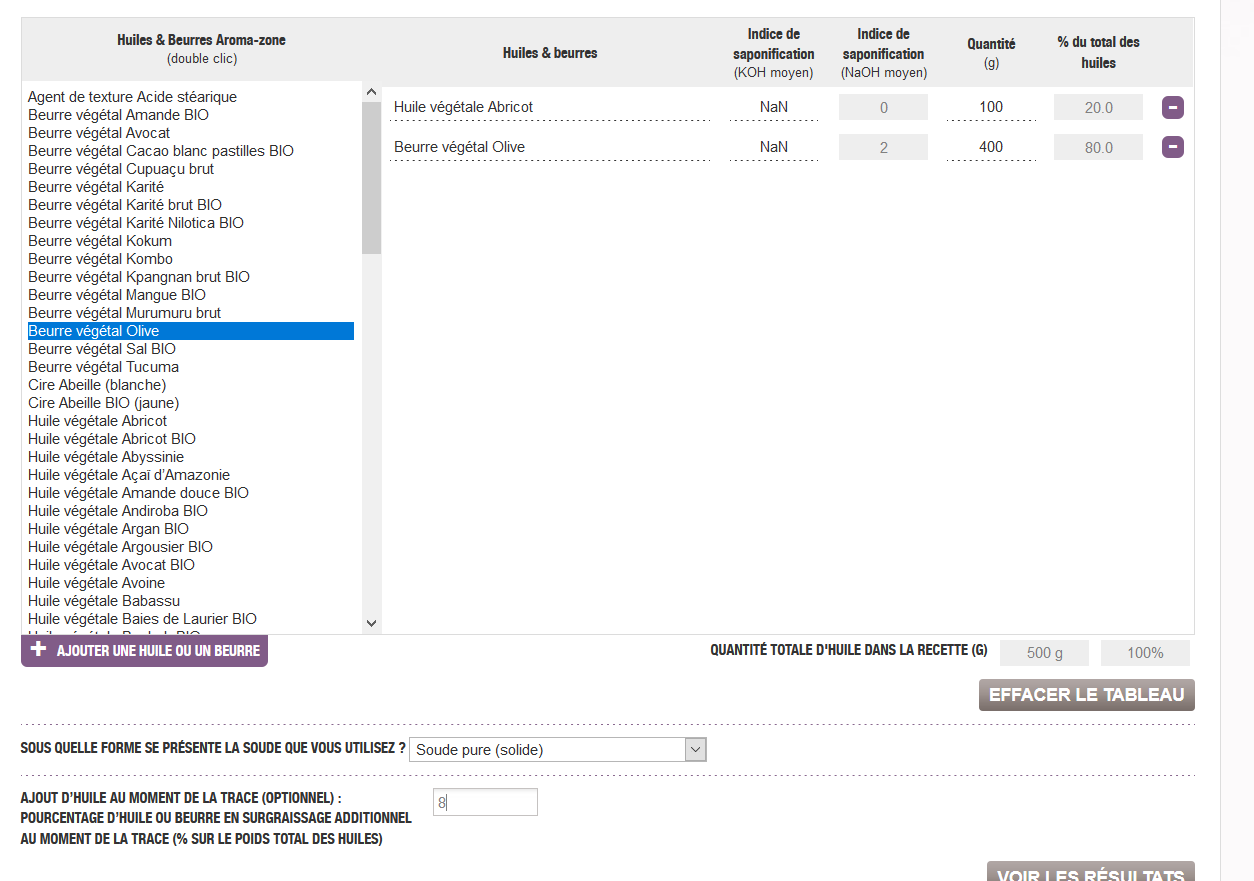 Huiles & Beurres Aroma-zone
(double clic)
Huiles & beurres
Indice de
saponification
(KOH moyen)
Indice de
saponification
(NaOH moyen)
Quantité
(g)
% du total des
huiles
Agent de texture Acide stéarique
Beurre végétal Amande BIO
Beurre végétal Avocat
Beurre végétal Cacao blanc pastilles BIO
Beurre végétal Cupuaçu brut
Beurre végétal Karité
Beurre végétal Karité brut BIO
Beurre végétal Karité Nilotica BIO
Beurre végétal Kokum
Beurre végétal Kombo
Beurre végétal Kpangnan brut BIO
Beurre végétal Mangue BIO
Beurre végétal Murumuru brut
Beurre végétal Olive
Beurre végétal Sal BIO
Beurre végétal Tucuma
Cire Abeille (blanche)
Cire Abeille BIO (jaune)
Huile végétale Abricot
Huile végétale Abricot BIO
Huile végétale Abyssinie
Huile végétale Açaï d’Amazonie
Huile végétale Amande douce BIO
Huile végétale Andiroba BIO
Huile végétale Argan BIO
Huile végétale Argousier BIO
Huile végétale Avocat BIO
Huile végétale Avoine
Huile végétale Babassu
Huile végétale Baies de Laurier BIO
Huile végétale Abricot NaN 0 100 20.0 -
Beurre végétal Olive NaN 2 400 80.0 -
+ AJOUTER UNE HUILE OU UN BEURRE
QUANTITÉ TOTALE D'HUILE DANS LA RECETTE (G) 500 g 100%
EFFACER LE TABLEAU
SOUS QUELLE FORME SE PRÉSENTE LA SOUDE QUE VOUS UTILISEZ ? Soude pure (solide)
AJOUT D’HUILE AU MOMENT DE LA TRACE (OPTIONNEL) :
POURCENTAGE D’HUILE OU BEURRE EN SURGRAISSAGE ADDITIONNEL
AU MOMENT DE LA TRACE (% SUR LE POIDS TOTAL DES HUILES)
8
VOIR LES RÉSULTATS